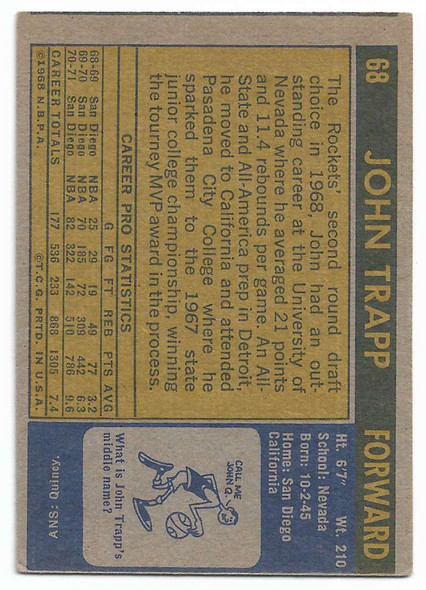 68 JOHN TRAPP FORWARD
The Rockets' second round draft
choice in 1968, John had an out-
standing career at the University of
Nevada where he averaged 21 points
and 11.4 rebounds per game. An All-
State and All-America prep in Detroit,
he moved to California and attended
Pasadena City College where he
sparked them to the 1967 state
junior college championship, winning
the tourney MVP award in the process.
CAREER PRO STATISTICS
G FG FT REB PTS AVG
68-69 San Diego NBA 25 29 19 49 77 3.2
69-70 San Diego NBA 70 185 72 309 442 6.3
70-71 San Diego NBA 82 322 142 510 786 9.6
CAREER TOTALS 177 536 233 868 1305 7.4
©1968 N.B.P.A. ©T.C.G. PRTD. IN U.S.A.
Ht. 6'7" Wt. 210
School: Nevada
Born: 10-2-45
Home: San Diego
California
CALL ME
JOHN Q.
What is John Trapp's
middle name?
ANS: Quincy.